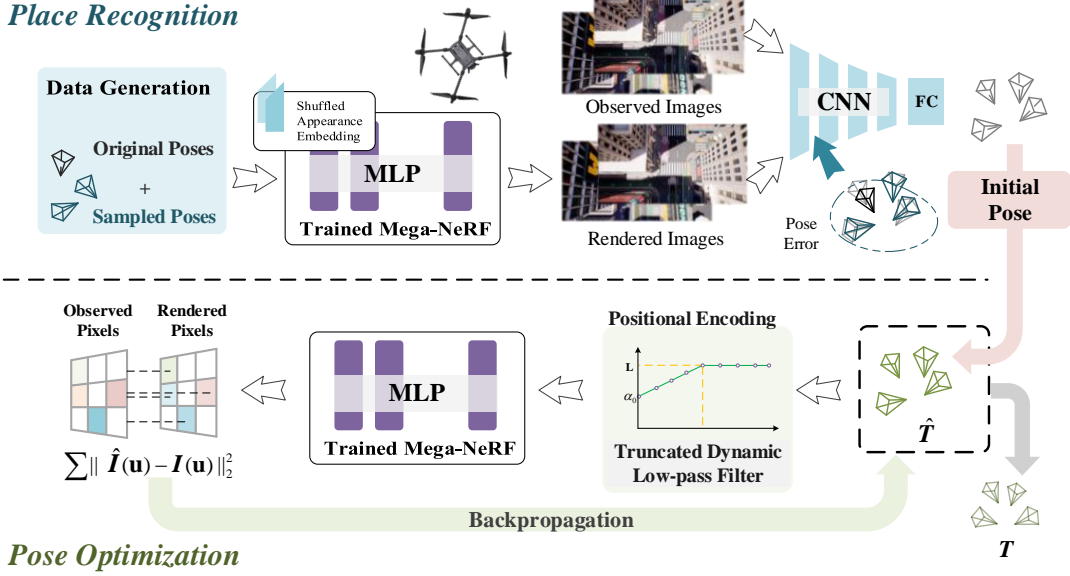 Place Recognition
Data Generation
Original Poses
+
Sampled Poses
Shuffled
Appearance
Embedding
MLP
Trained Mega-NeRF
Observed Images
Rendered Images
CNN
FC
Pose
Error
Initial
Pose
Observed
Pixels
Rendered
Pixels
∑ || Î(u) − I(u) ||₂²
MLP
Trained Mega-NeRF
Positional Encoding
L
α₀
Truncated Dynamic
Low-pass Filter
T̂
Backpropagation
T
Pose Optimization